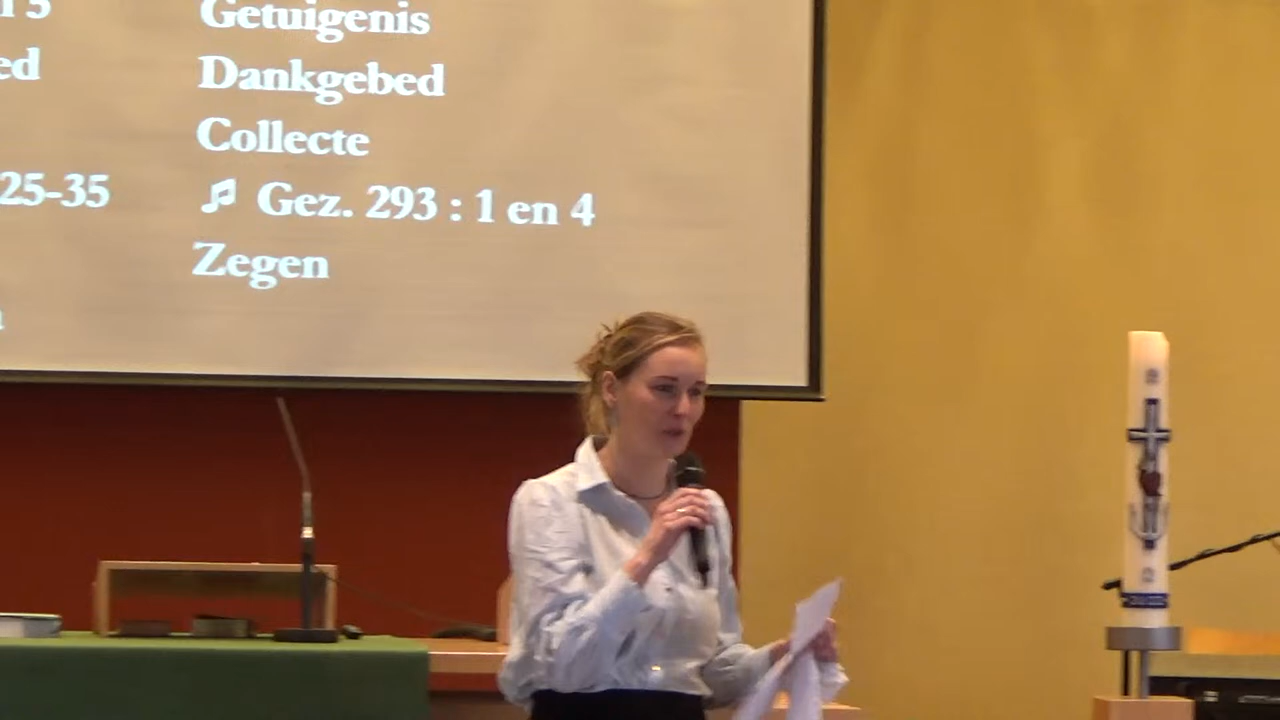 Getuigenis
Dankgebed
Collecte
25-35
Gez. 293 : 1 en 4
Zegen